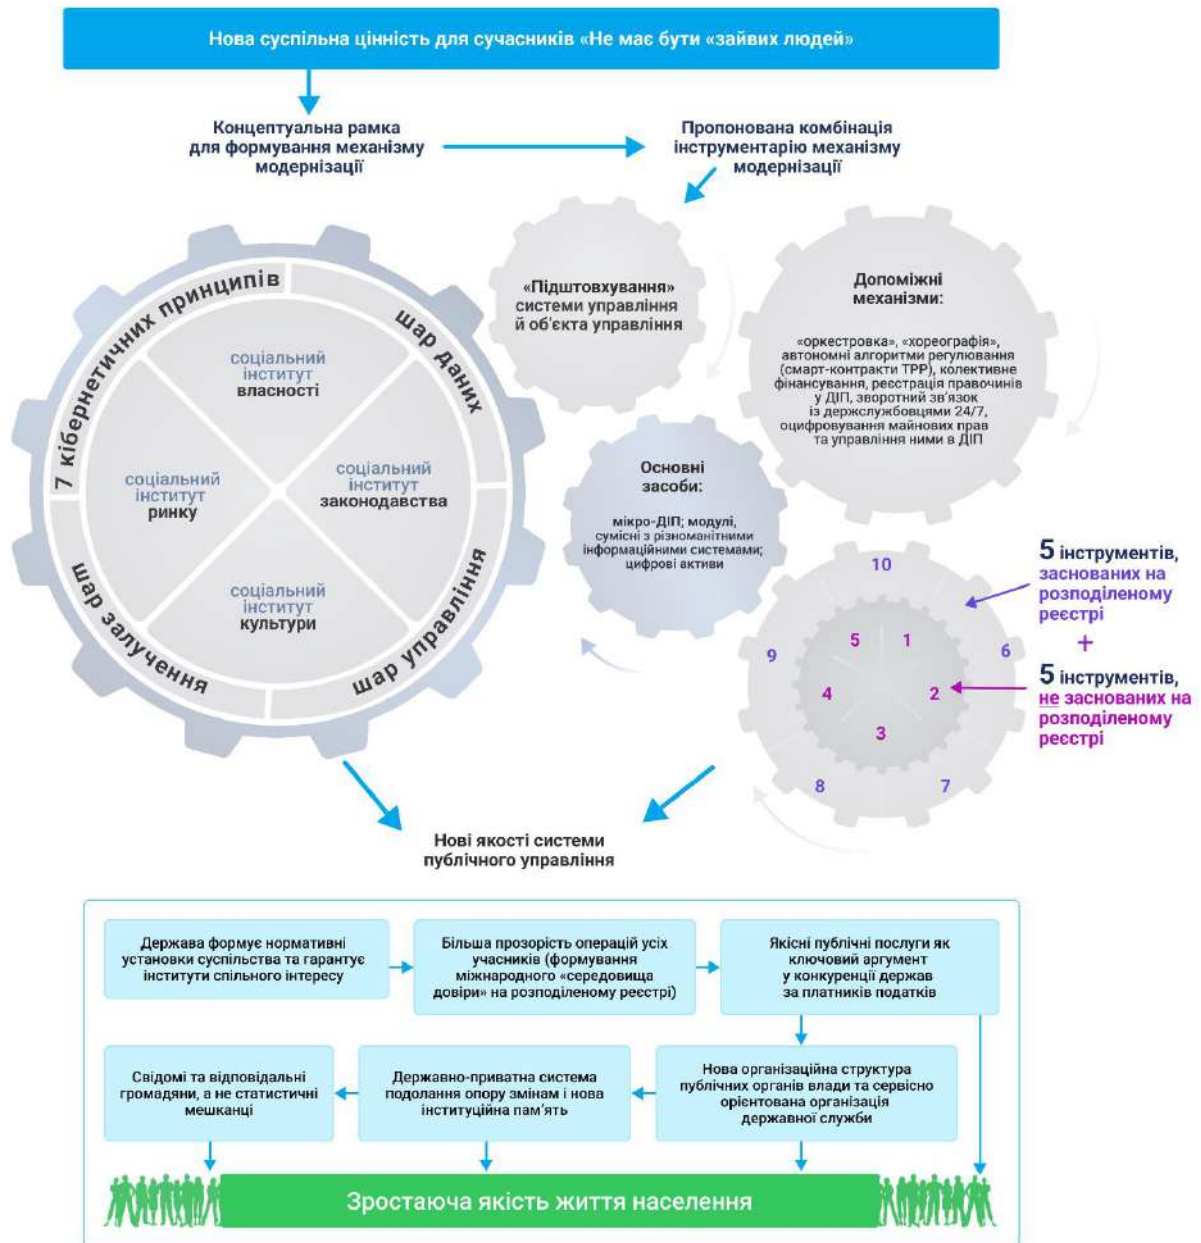 Нова суспільна цінність для сучасників «Не має бути «зайвих людей»
Концептуальна рамка
для формування механізму
модернізації
Пропонована комбінація
інструментарію механізму
модернізації
7 кібернетичних принципів
шар даних
шар управління
шар залучення
соціальний
інститут
власності
соціальний
інститут
законодавства
соціальний
інститут
ринку
соціальний
інститут
культури
«Підштовхування»
системи управління
й об'єкта управління
Допоміжні
механізми:
«оркестровка», «хореографія»,
автономні алгоритми регулювання
(смарт-контракти ТРР), колективне
фінансування, реєстрація правочинів
у ДІП, зворотний зв'язок
із держслужбовцями 24/7,
оцифровування майнових прав
та управління ними в ДІП
Основні
засоби:
мікро-ДІП; модулі,
сумісні з різноманітними
інформаційними системами;
цифрові активи
10
9
6
8
7
5
1
4
2
3
5 інструментів,
заснованих на
розподіленому
реєстрі
+
5 інструментів,
не заснованих на
розподіленому
реєстрі
Нові якості системи
публічного управління
Держава формує нормативні
установки суспільства та гарантує
інститути спільного інтересу
Більша прозорість операцій усіх
учасників (формування
міжнародного «середовища
довіри» на розподіленому реєстрі)
Якісні публічні послуги як
ключовий аргумент
у конкуренції держав
за платників податків
Свідомі та відповідальні
громадяни, а не статистичні
мешканці
Державно-приватна система
подолання опору змінам і нова
інституційна пам'ять
Нова організаційна структура
публічних органів влади та сервісно
орієнтована організація
державної служби
Зростаюча якість життя населення